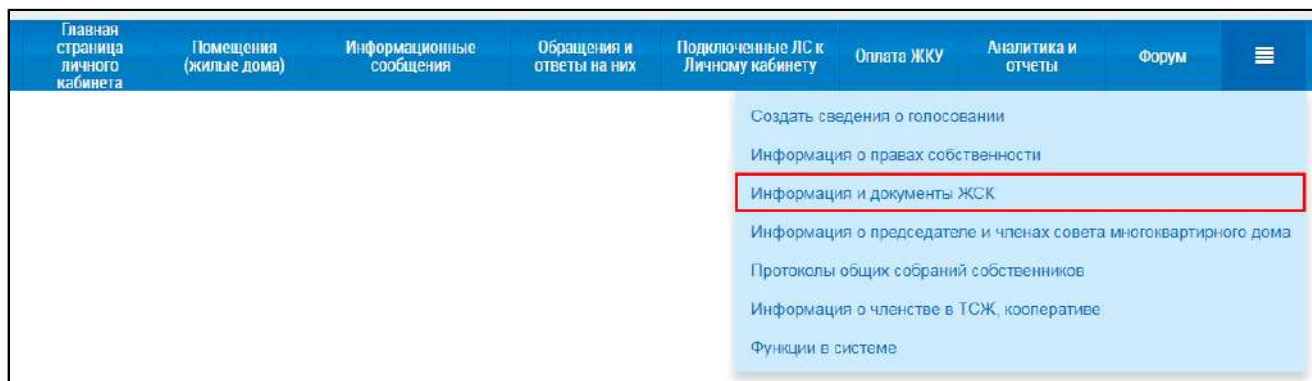 Главная
страница
личного
кабинета
Помещения
(жилые дома)
Информационные
сообщения
Обращения и
ответы на них
Подключенные ЛС к
Личному кабинету
Оплата ЖКУ
Аналитика и
отчеты
Форум
Создать сведения о голосовании
Информация о правах собственности
Информация и документы ЖСК
Информация о председателе и членах совета многоквартирного дома
Протоколы общих собраний собственников
Информация о членстве в ТСЖ, кооперативе
Функции в системе